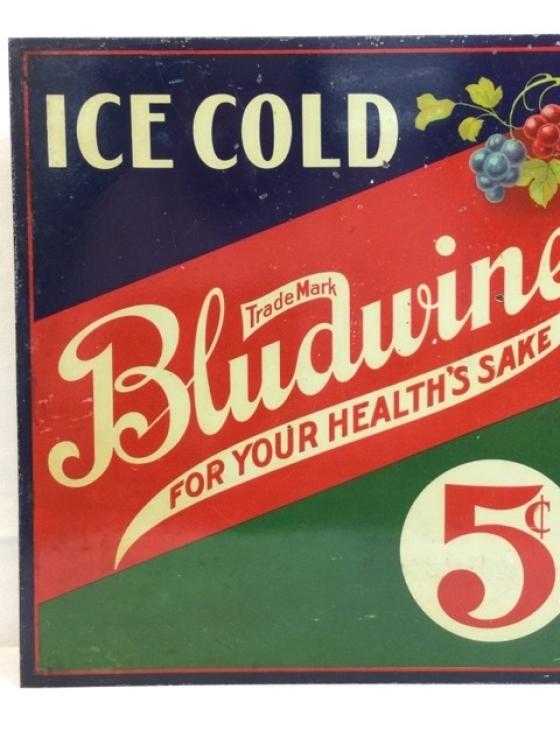 ICE COLD
Trade Mark
Bludwine
FOR YOUR HEALTH'S SAKE
5¢